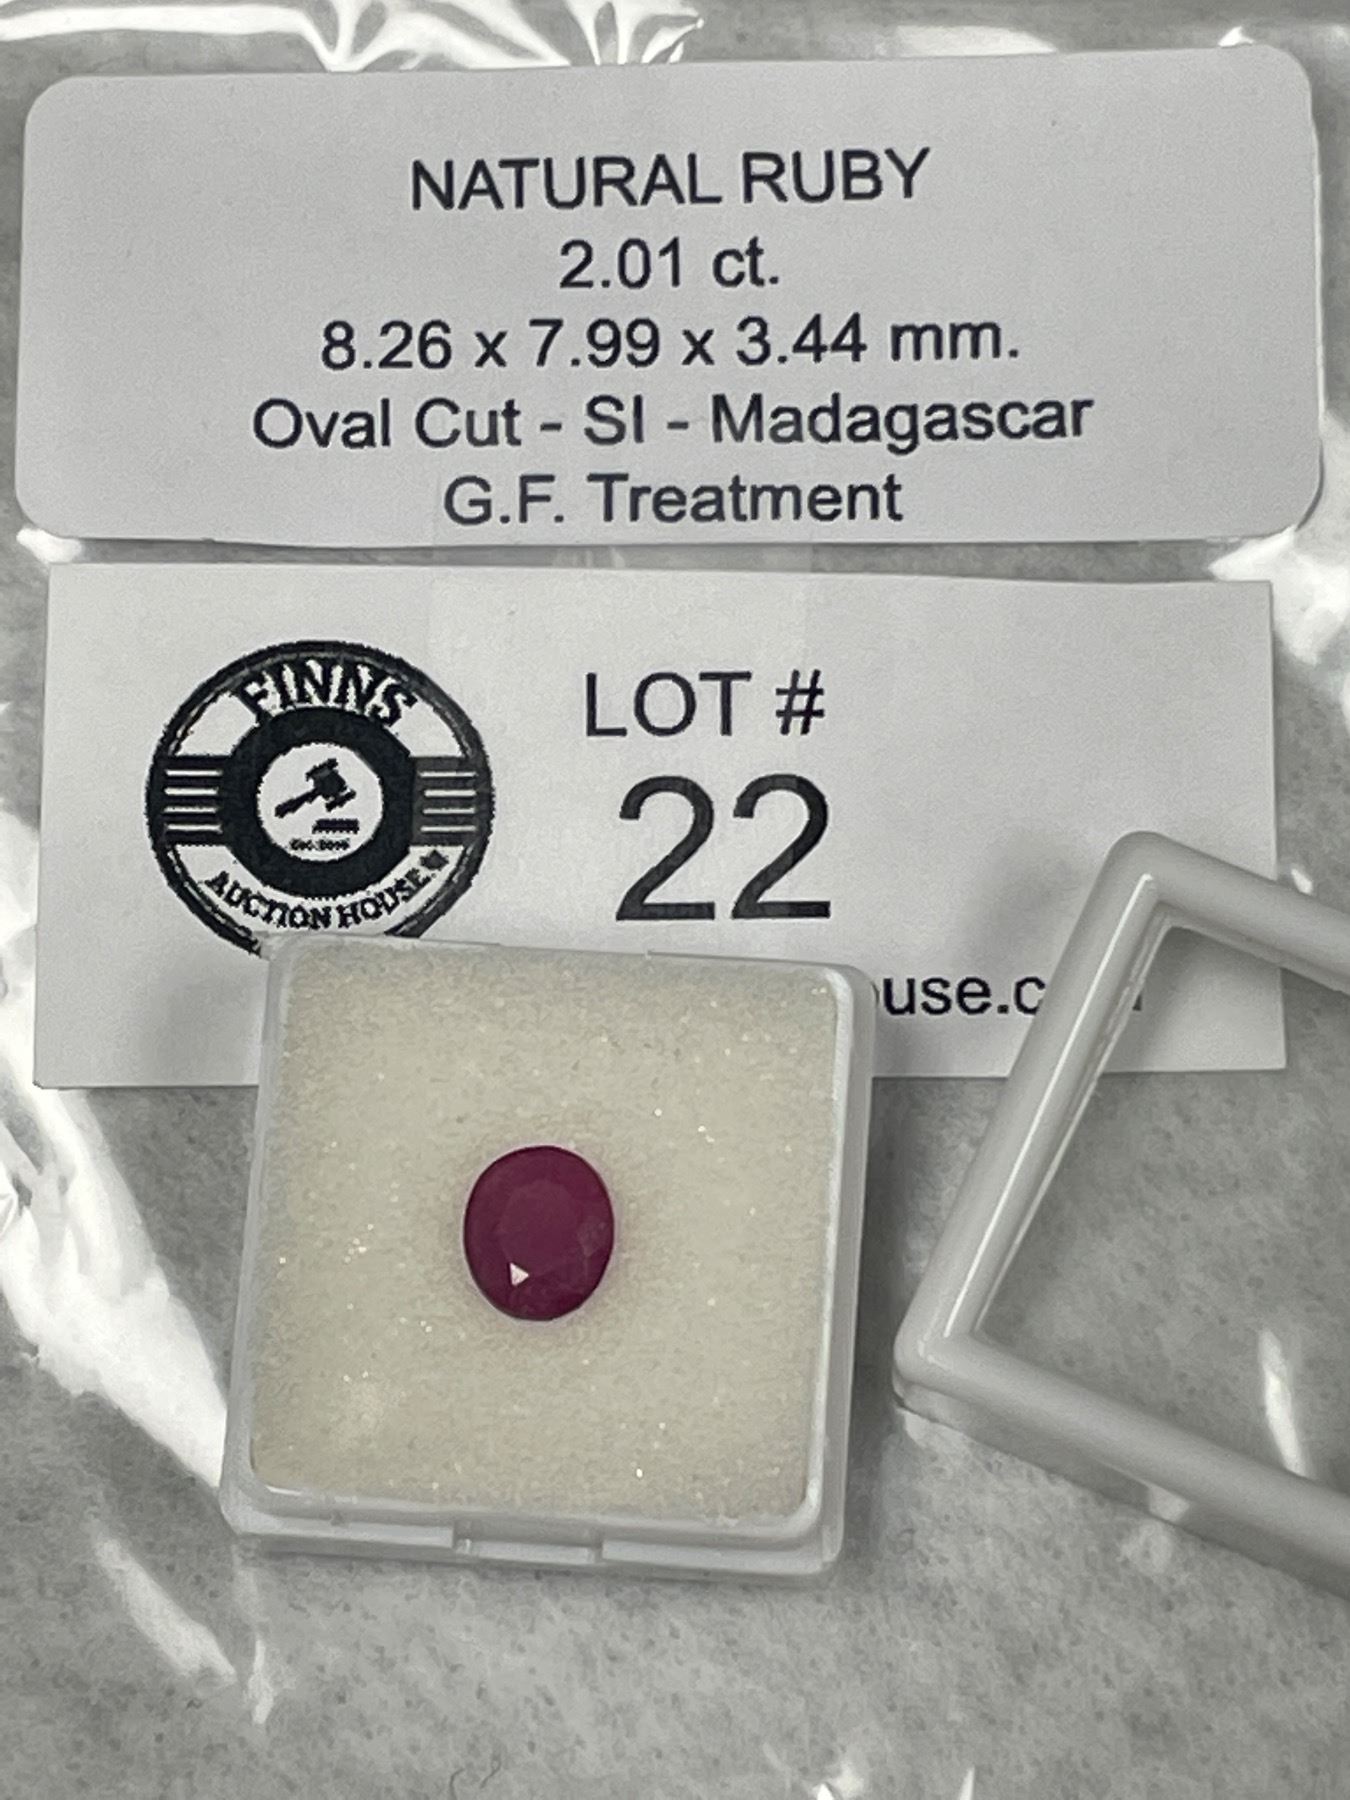 NATURAL RUBY
2.01 ct.
8.26 x 7.99 x 3.44 mm.
Oval Cut - SI - Madagascar
G.F. Treatment
FINNS
AUCTION HOUSE
LOT #
22